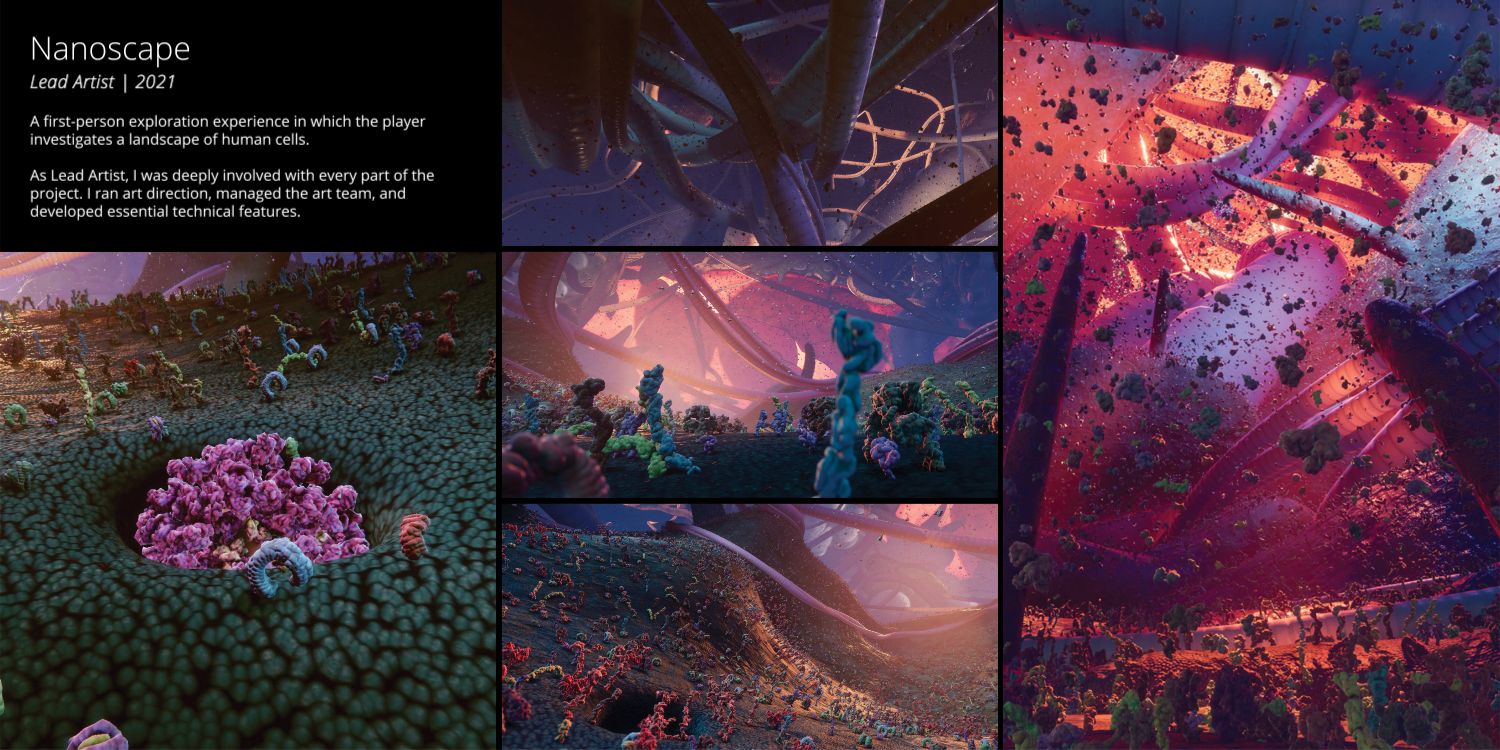 Nanoscape
Lead Artist | 2021
A first-person exploration experience in which the player
investigates a landscape of human cells.
As Lead Artist, I was deeply involved with every part of the
project. I ran art direction, managed the art team, and
developed essential technical features.